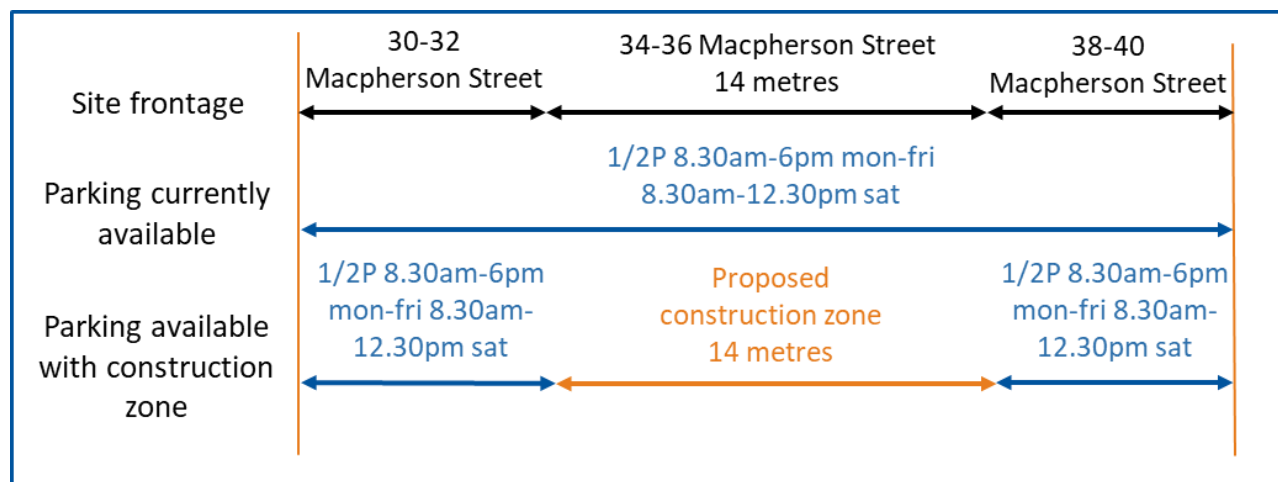 Site frontage
30-32
Macpherson Street
34-36 Macpherson Street
14 metres
38-40
Macpherson Street
Parking currently
available
1/2P 8.30am-6pm mon-fri
8.30am-12.30pm sat
Parking available
with construction
zone
1/2P 8.30am-6pm
mon-fri 8.30am-
12.30pm sat
Proposed
construction zone
14 metres
1/2P 8.30am-6pm
mon-fri 8.30am-
12.30pm sat